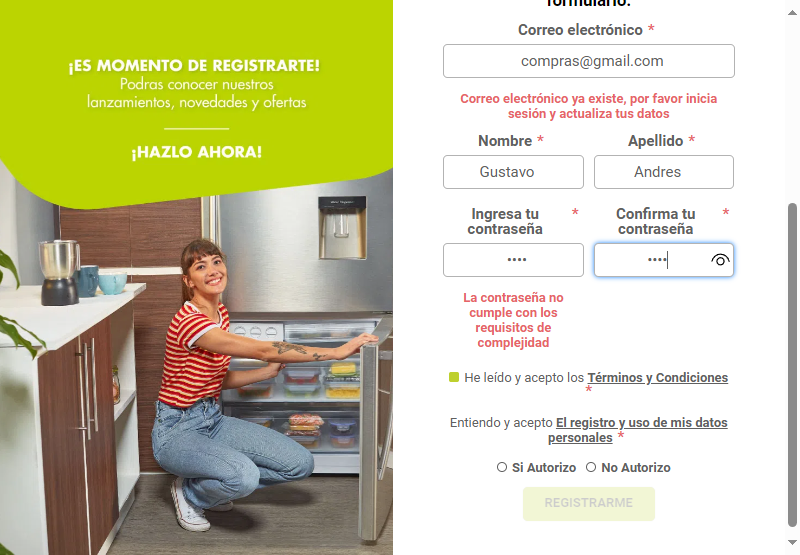 ¡ES MOMENTO DE REGISTRARTE!
Podras conocer nuestros
lanzamientos, novedades y ofertas
¡HAZLO AHORA!
formulario.
Correo electrónico *
compras@gmail.com
Correo electrónico ya existe, por favor inicia
sesión y actualiza tus datos
Nombre *
Apellido *
Gustavo
Andres
Ingresa tu *
contraseña
Confirma tu *
contraseña
••••
••••
La contraseña no
cumple con los
requisitos de
complejidad
He leído y acepto los Términos y Condiciones
*
Entiendo y acepto El registro y uso de mis datos
personales *
Si Autorizo No Autorizo
REGISTRARME